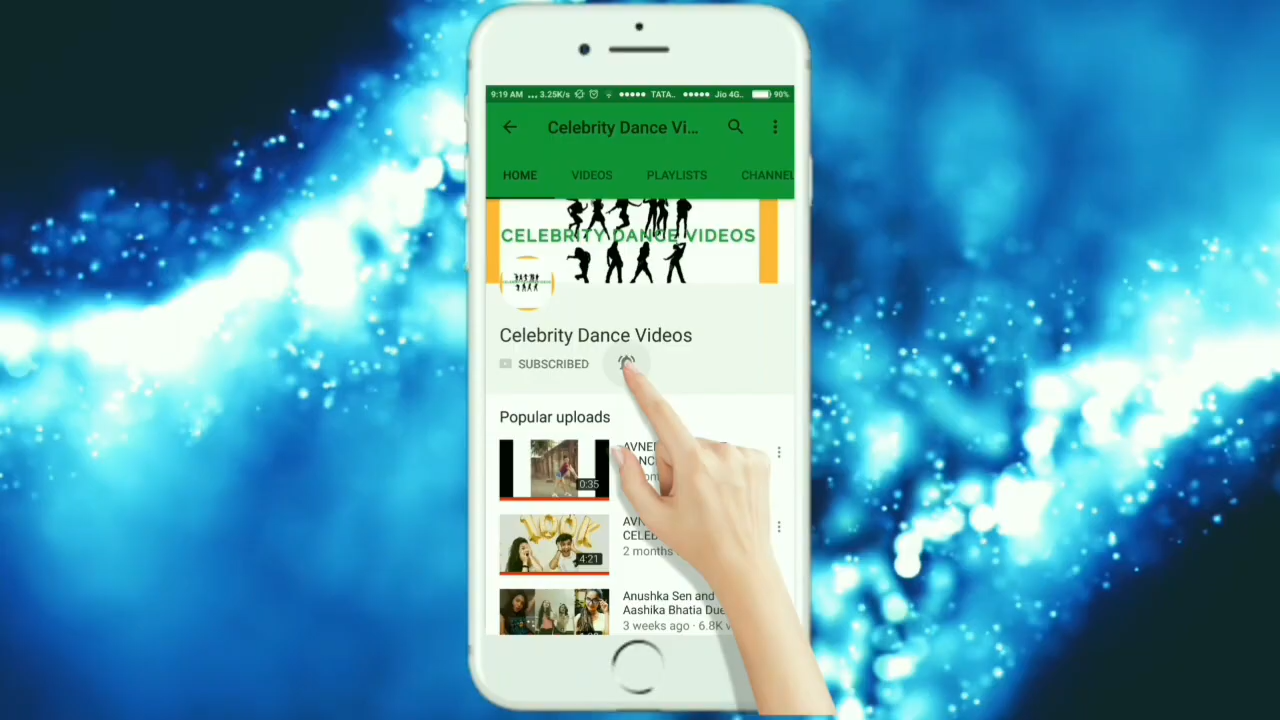 9:19 AM ... 3.25K/s TATA.. Jio 4G.. 90%
Celebrity Dance Vi...
HOME VIDEOS PLAYLISTS CHANNEL
CELEBRITY DANCE VIDEOS
Celebrity Dance Videos
SUBSCRIBED
Popular uploads
0:35
4:21
2 months
Anushka Sen and
Aashika Bhatia Due
3 weeks ago · 6.8K